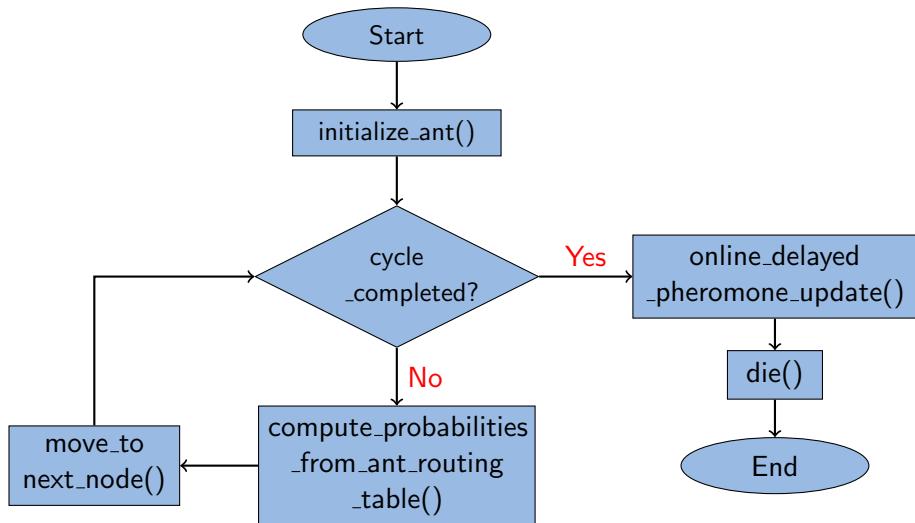 Start
initialize_ant()
cycle
_completed?
Yes
online_delayed
_pheromone_update()
No
die()
compute_probabilities
_from_ant_routing
_table()
move_to
next_node()
End